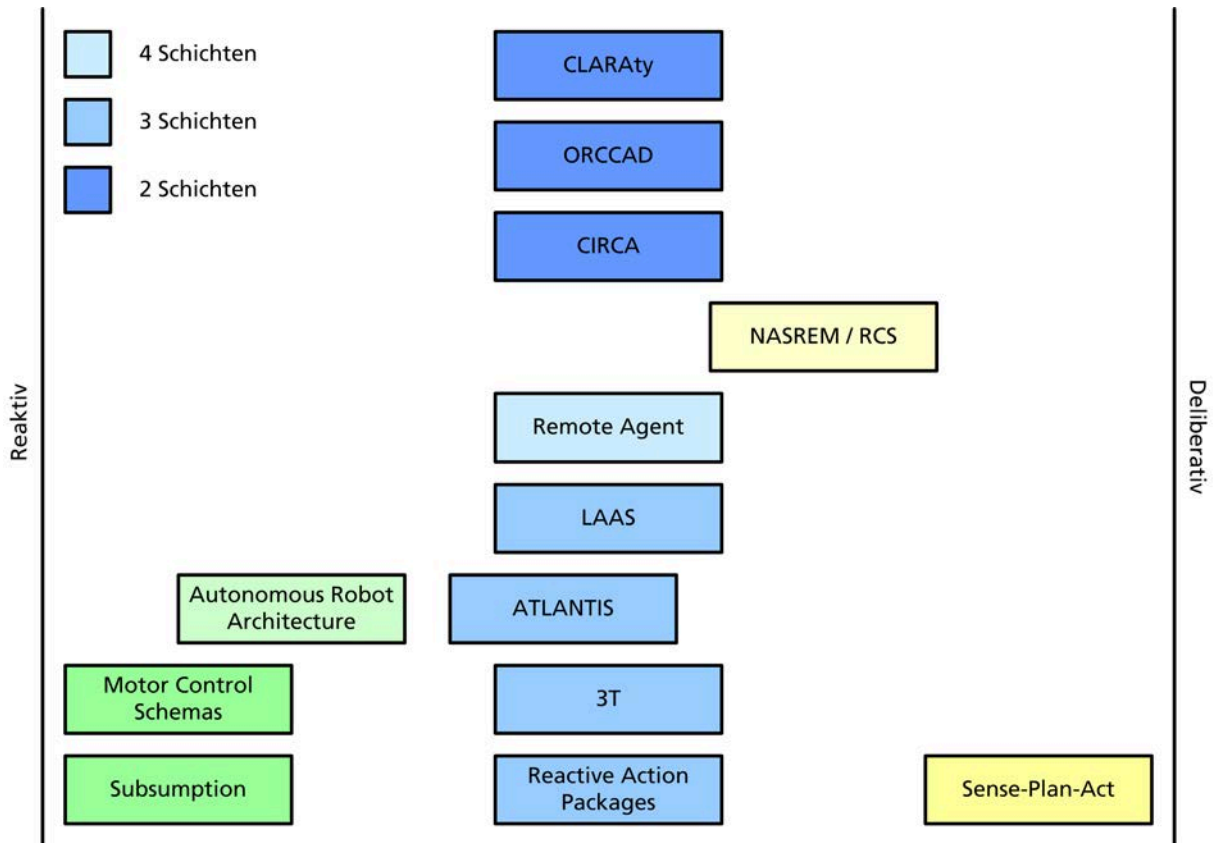 4 Schichten
3 Schichten
2 Schichten
CLARAty
ORCCAD
CIRCA
NASREM / RCS
Reaktiv
Deliberativ
Remote Agent
LAAS
Autonomous Robot
Architecture
ATLANTIS
Motor Control
Schemas
3T
Subsumption
Reactive Action
Packages
Sense-Plan-Act